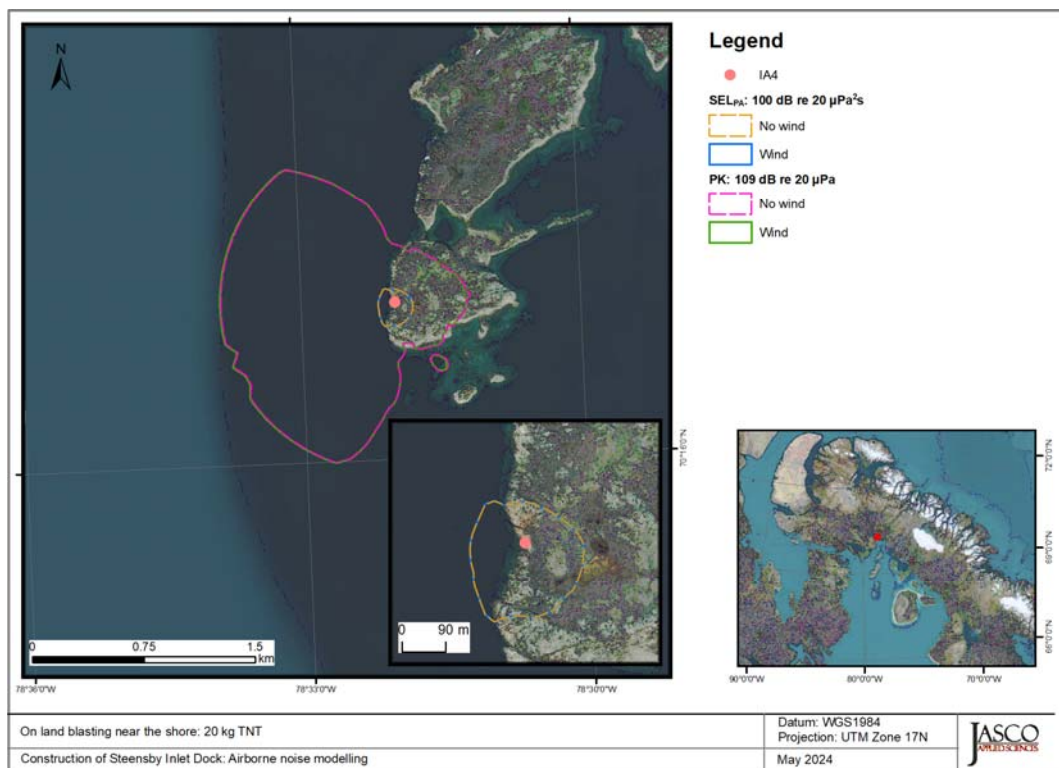 N
0
0.75
1.5
km
0
90 m
78°36'0"W
78°33'0"W
78°30'0"W
70°16'0"N
Legend
IA4
SELPA: 100 dB re 20 µPa²s
No wind
Wind
PK: 109 dB re 20 µPa
No wind
Wind
72°0'0"N
69°0'0"N
66°0'0"N
90°0'0"W
80°0'0"W
70°0'0"W
On land blasting near the shore: 20 kg TNT
Construction of Steensby Inlet Dock: Airborne noise modelling
Datum: WGS1984
Projection: UTM Zone 17N
May 2024
JASCO
APPLIED SCIENCES